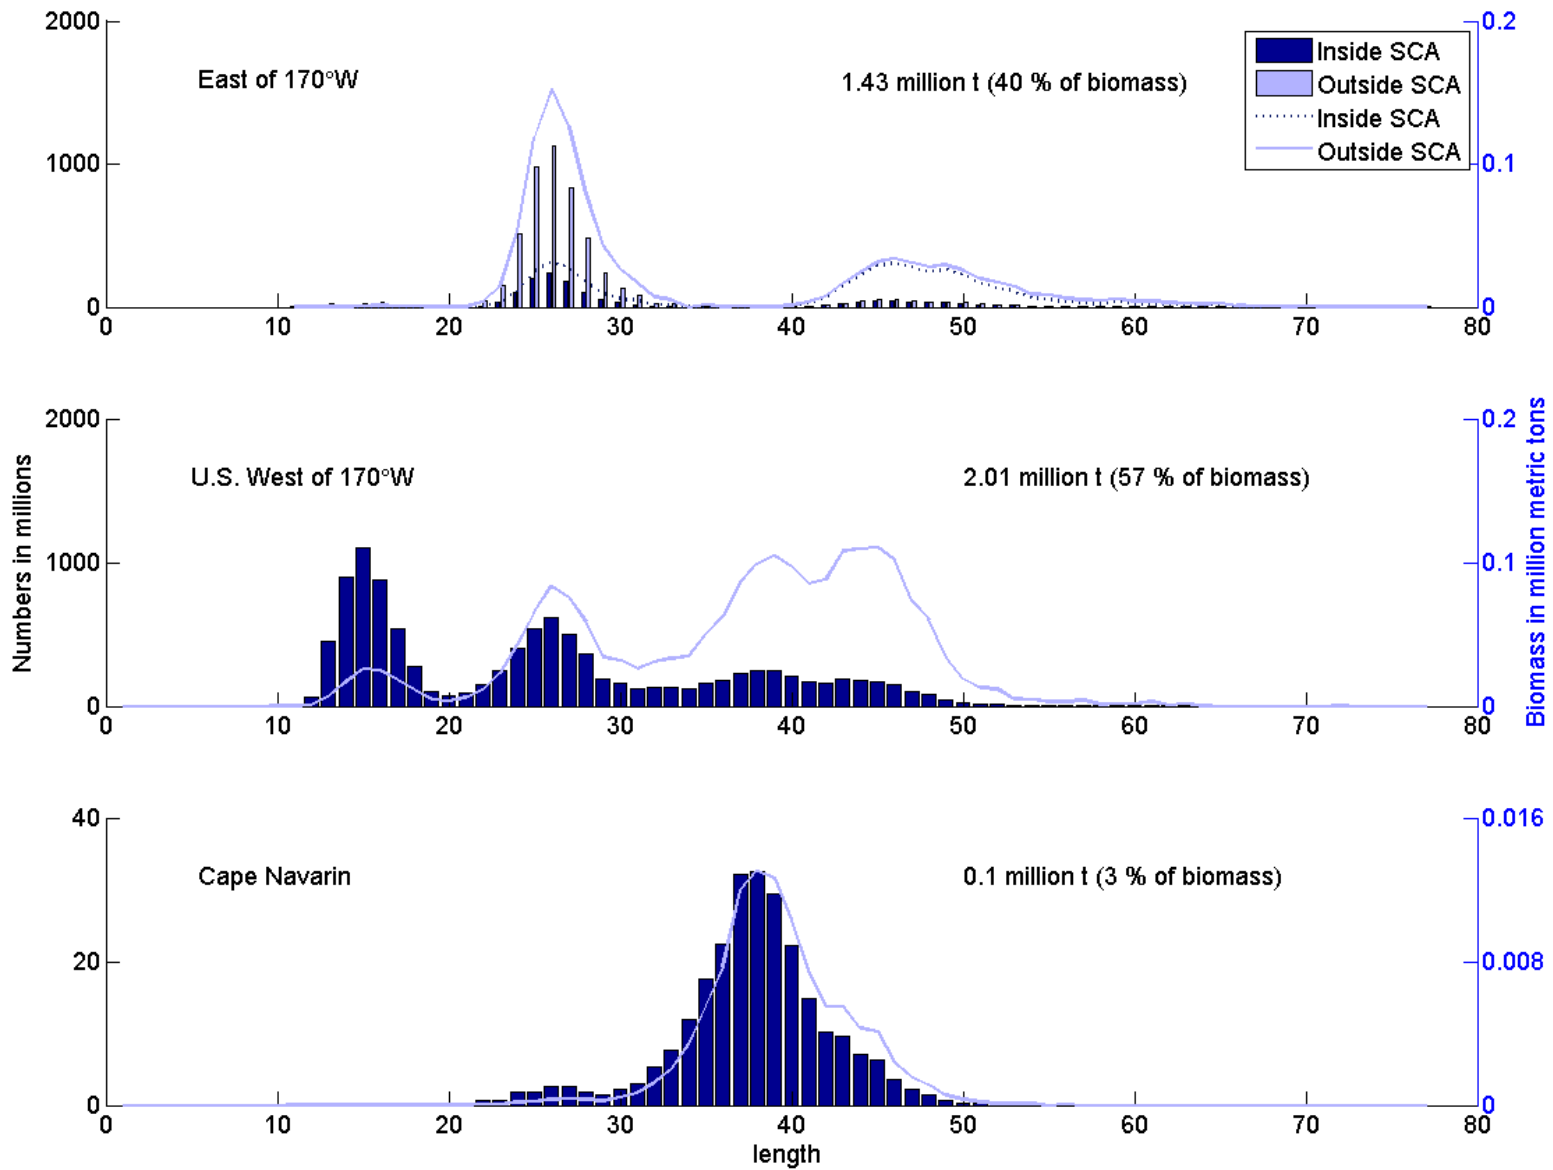 2000
0.2
East of 170°W
1.43 million t (40 % of biomass)
Inside SCA
Outside SCA
Inside SCA
Outside SCA
1000
0.1
0
0
0 10 20 30 40 50 60 70 80
2000
0.2
U.S. West of 170°W
2.01 million t (57 % of biomass)
Numbers in millions
Biomass in million metric tons
1000
0.1
0
0
0 10 20 30 40 50 60 70 80
40
0.016
Cape Navarin
0.1 million t (3 % of biomass)
20
0.008
0
0
0 10 20 30 40 50 60 70 80
length